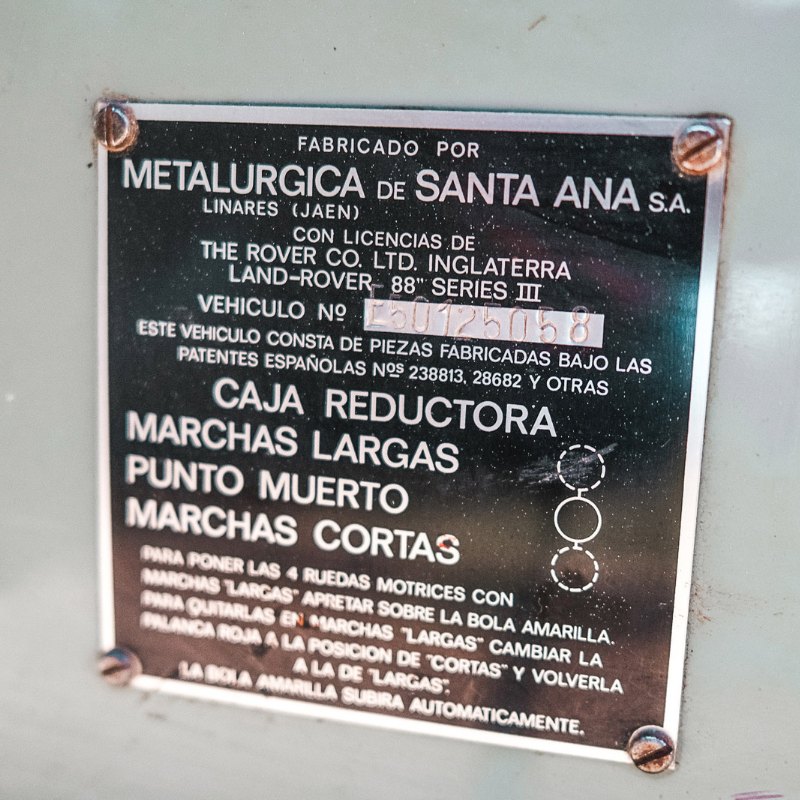 FABRICADO POR
METALURGICA DE SANTA ANA S.A.
LINARES (JAEN)
CON LICENCIAS DE
THE ROVER CO. LTD. INGLATERRA
LAND-ROVER 88" SERIES III
VEHICULO Nº E50125058
ESTE VEHICULO CONSTA DE PIEZAS FABRICADAS BAJO LAS
PATENTES ESPAÑOLAS Nºs 238813, 28682 Y OTRAS
CAJA REDUCTORA
MARCHAS LARGAS
PUNTO MUERTO
MARCHAS CORTAS
PARA PONER LAS 4 RUEDAS MOTRICES CON
MARCHAS "LARGAS" APRETAR SOBRE LA BOLA AMARILLA.
PARA QUITARLAS EN MARCHAS "LARGAS" CAMBIAR LA
PALANCA ROJA A LA POSICION DE "CORTAS" Y VOLVERLA
A LA DE "LARGAS".
LA BOLA AMARILLA SUBIRA AUTOMATICAMENTE.